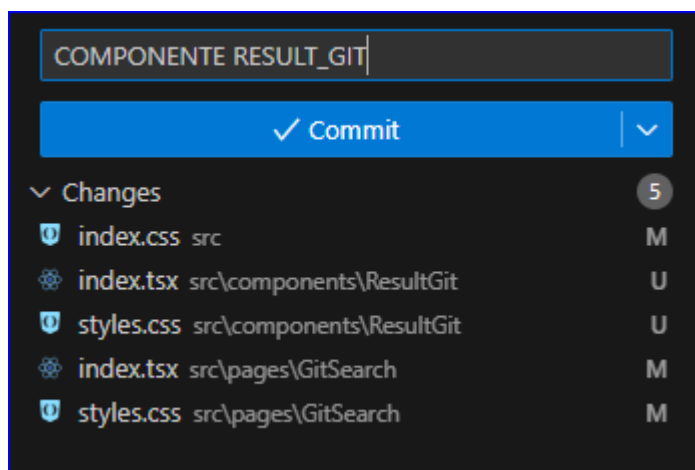 COMPONENTE RESULT_GIT
Commit
Changes 5
index.css src M
index.tsx src\components\ResultGit U
styles.css src\components\ResultGit U
index.tsx src\pages\GitSearch M
styles.css src\pages\GitSearch M